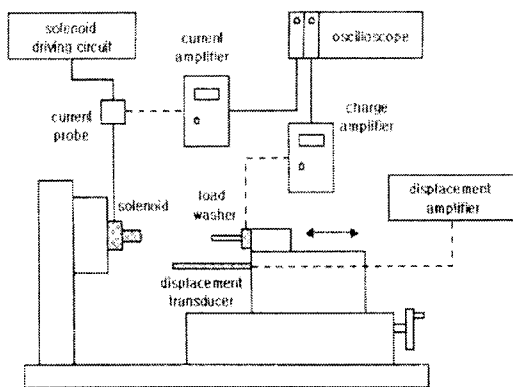 solenoid
driving circuit
current
amplifier
oscilloscope
current
probe
charge
amplifier
solenoid
load
washer
displacement
amplifier
displacement
transducer